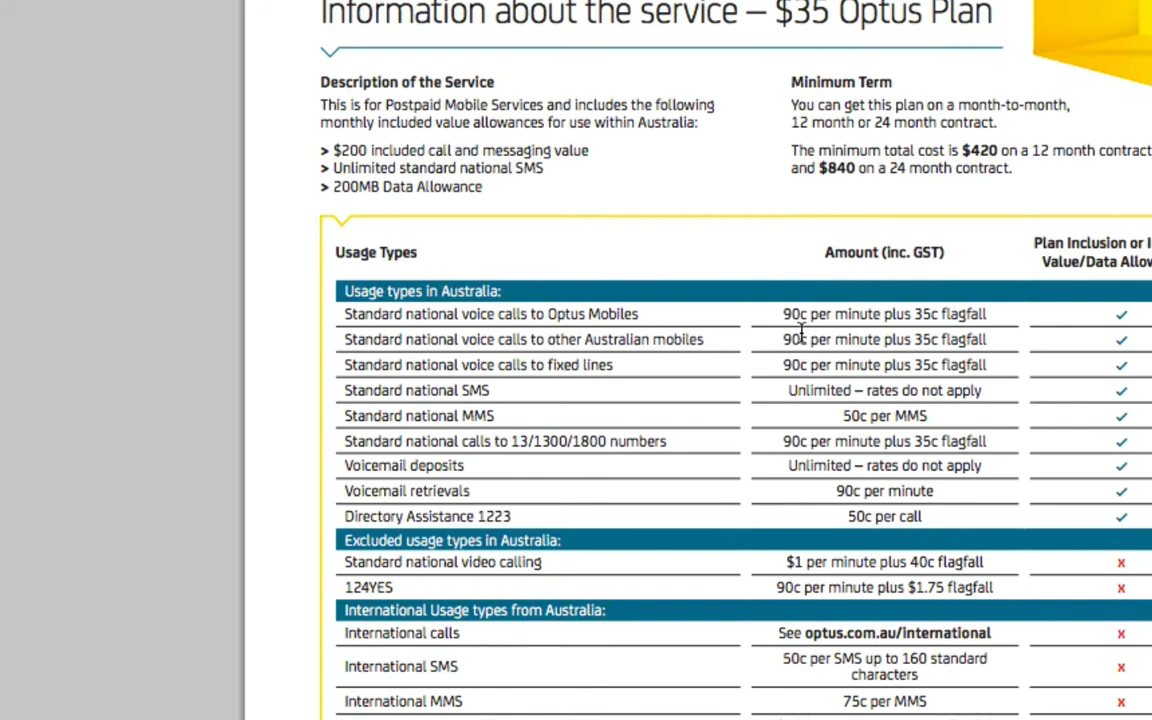 Information about the service – $35 Optus Plan
Description of the Service
This is for Postpaid Mobile Services and includes the following
monthly included value allowances for use within Australia:
> $200 included call and messaging value
> Unlimited standard national SMS
> 200MB Data Allowance
Minimum Term
You can get this plan on a month-to-month,
12 month or 24 month contract.
The minimum total cost is $420 on a 12 month contract
and $840 on a 24 month contract.
Usage Types Amount (inc. GST) Plan Inclusion or
Value/Data
Usage types in Australia:
Standard national voice calls to Optus Mobiles 90c per minute plus 35c flagfall ✓
Standard national voice calls to other Australian mobiles 90c per minute plus 35c flagfall ✓
Standard national voice calls to fixed lines 90c per minute plus 35c flagfall ✓
Standard national SMS Unlimited – rates do not apply ✓
Standard national MMS 50c per MMS ✓
Standard national calls to 13/1300/1800 numbers 90c per minute plus 35c flagfall ✓
Voicemail deposits Unlimited – rates do not apply ✓
Voicemail retrievals 90c per minute ✓
Directory Assistance 1223 50c per call ✓
Excluded usage types in Australia:
Standard national video calling $1 per minute plus 40c flagfall x
124YES 90c per minute plus $1.75 flagfall x
International Usage types from Australia:
International calls See optus.com.au/international x
International SMS 50c per SMS up to 160 standard characters x
International MMS 75c per MMS x